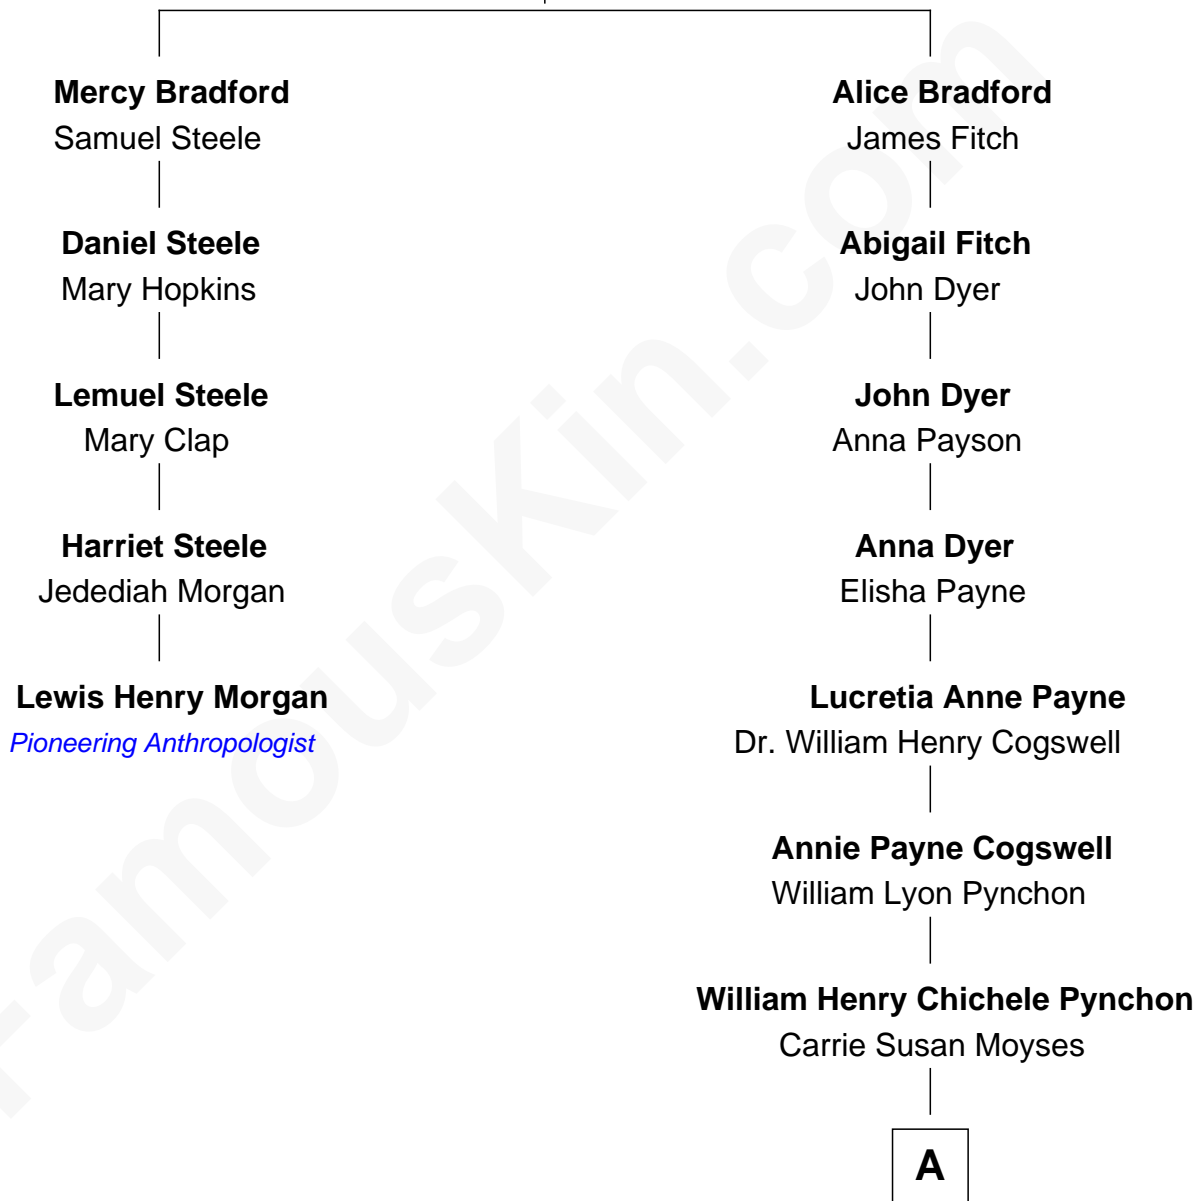 Mercy Bradford
Samuel Steele
Alice Bradford
James Fitch
Daniel Steele
Mary Hopkins
Abigail Fitch
John Dyer
Lemuel Steele
Mary Clap
John Dyer
Anna Payson
Harriet Steele
Jedediah Morgan
Anna Dyer
Elisha Payne
Lewis Henry Morgan
Pioneering Anthropologist
Lucretia Anne Payne
Dr. William Henry Cogswell
Annie Payne Cogswell
William Lyon Pynchon
William Henry Chichele Pynchon
Carrie Susan Moyses
A
FamousKin.com